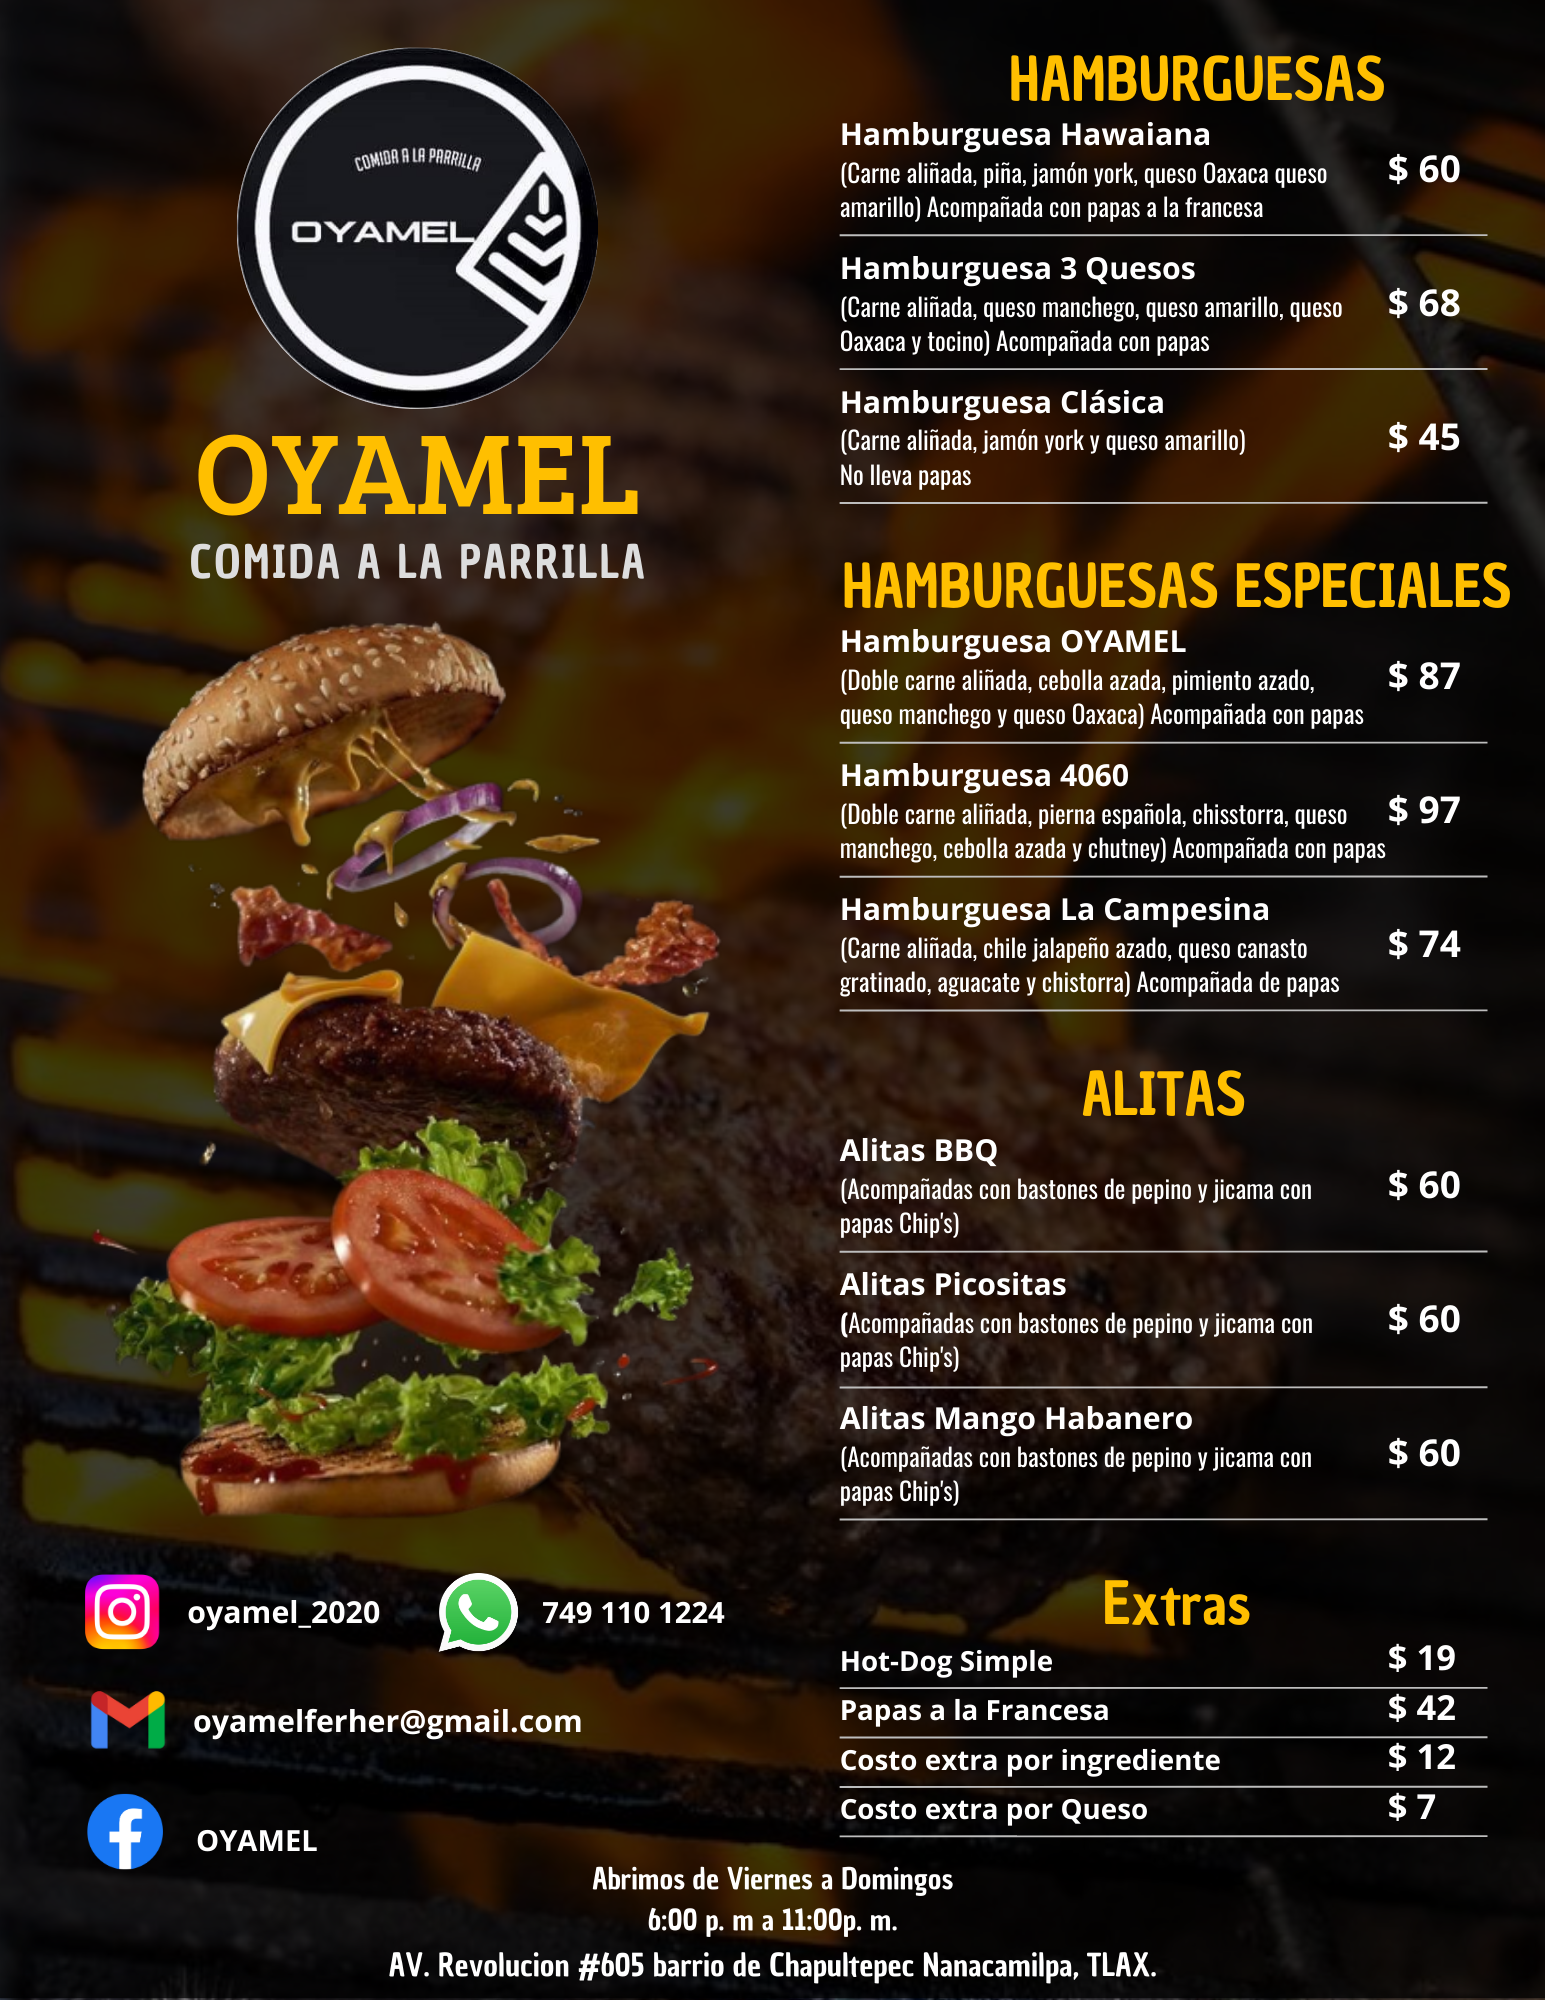 COMIDA A LA PARRILLA
OYAMEL
OYAMEL
COMIDA A LA PARRILLA
HAMBURGUESAS
Hamburguesa Hawaiana
(Carne aliñada, piña, jamón york, queso Oaxaca queso
amarillo) Acompañada con papas a la francesa
$ 60
Hamburguesa 3 Quesos
(Carne aliñada, queso manchego, queso amarillo, queso
Oaxaca y tocino) Acompañada con papas
$ 68
Hamburguesa Clásica
(Carne aliñada, jamón york y queso amarillo)
No lleva papas
$ 45
HAMBURGUESAS ESPECIALES
Hamburguesa OYAMEL
(Doble carne aliñada, cebolla azada, pimiento azado,
queso manchego y queso Oaxaca) Acompañada con papas
$ 87
Hamburguesa 4060
(Doble carne aliñada, pierna española, chisstorra, queso
manchego, cebolla azada y chutney) Acompañada con papas
$ 97
Hamburguesa La Campesina
(Carne aliñada, chile jalapeño azado, queso canasto
gratinado, aguacate y chistorra) Acompañada de papas
$ 74
ALITAS
Alitas BBQ
(Acompañadas con bastones de pepino y jicama con
papas Chip's)
$ 60
Alitas Picositas
(Acompañadas con bastones de pepino y jicama con
papas Chip's)
$ 60
Alitas Mango Habanero
(Acompañadas con bastones de pepino y jicama con
papas Chip's)
$ 60
Extras
Hot-Dog Simple $ 19
Papas a la Francesa $ 42
Costo extra por ingrediente $ 12
Costo extra por Queso $ 7
oyamel_2020
749 110 1224
oyamelferher@gmail.com
OYAMEL
Abrimos de Viernes a Domingos
6:00 p. m a 11:00p. m.
AV. Revolucion #605 barrio de Chapultepec Nanacamilpa, TLAX.